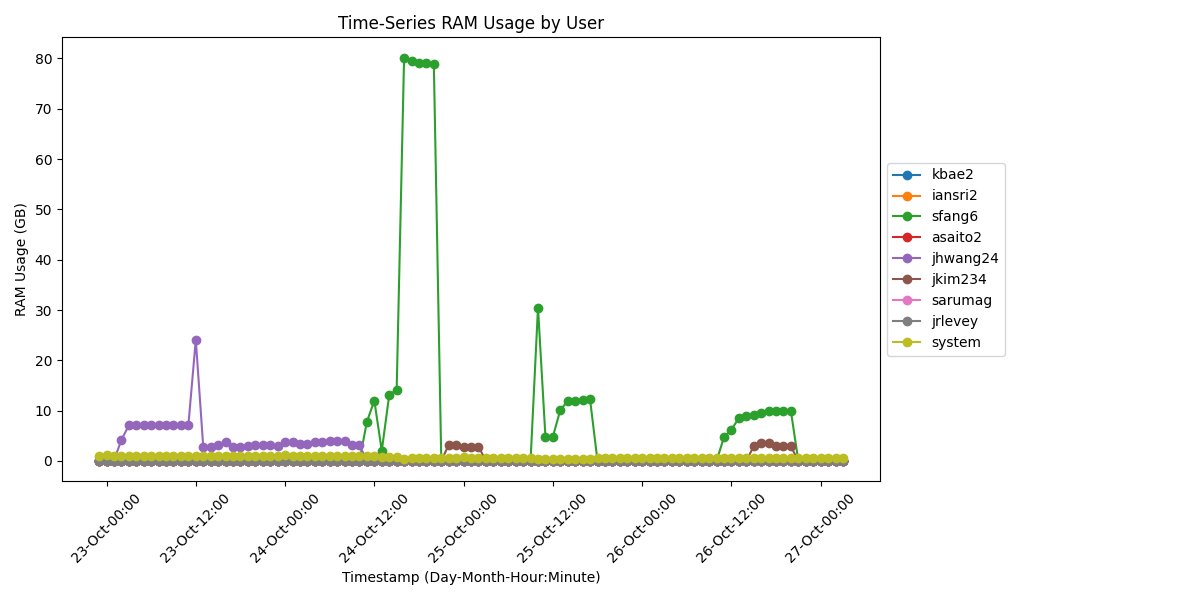 Time-Series RAM Usage by User
RAM Usage (GB)
80
70
60
50
40
30
20
10
0
23-Oct-00:00
23-Oct-12:00
24-Oct-00:00
24-Oct-12:00
25-Oct-00:00
25-Oct-12:00
26-Oct-00:00
26-Oct-12:00
27-Oct-00:00
Timestamp (Day-Month-Hour:Minute)
kbae2
iansri2
sfang6
asaito2
jhwang24
jkim234
sarumag
jrlevey
system